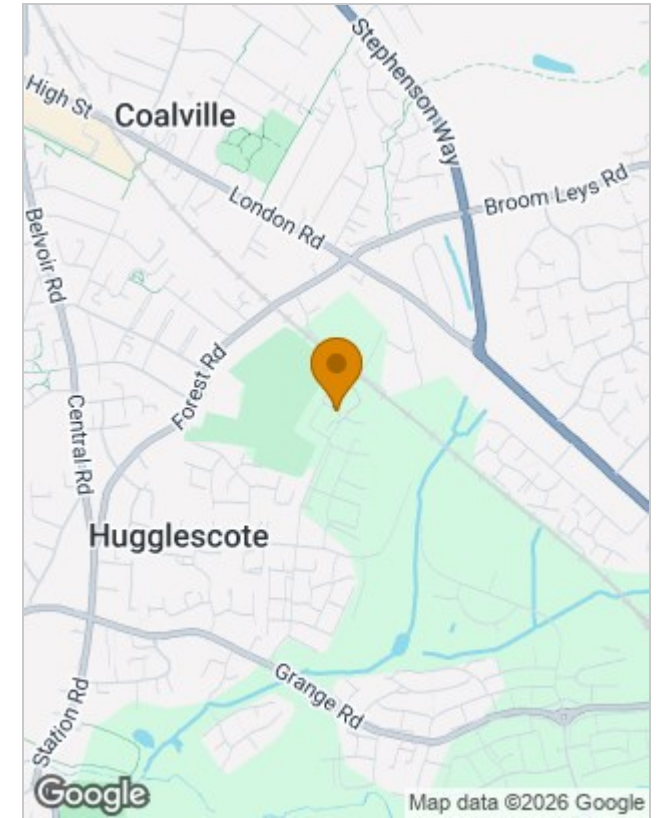 Stephenson Way
High St
Coalville
London Rd
Broom Leys Rd
Belvoir Rd
Forest Rd
Central Rd
Hugglescote
Grange Rd
Station Rd
Google
Map data ©2026 Google